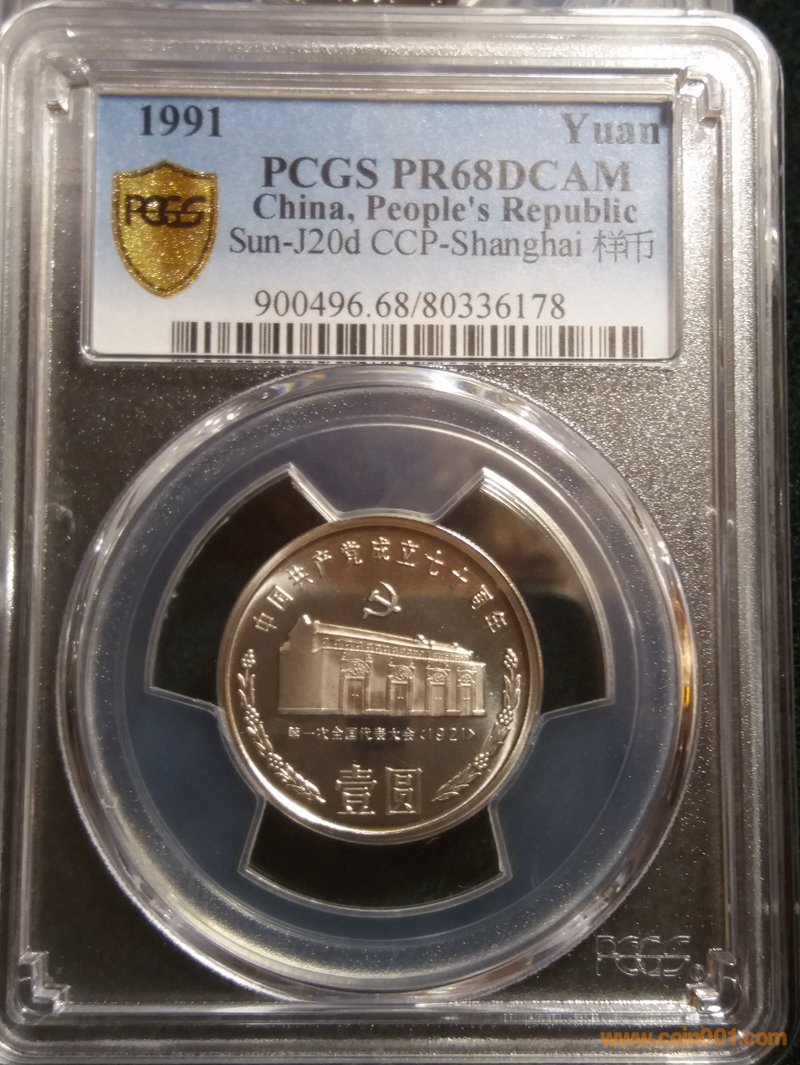 1991 Yuan
PCGS PR68DCAM
PCGS
China, People's Republic
Sun-J20d CCP-Shanghai 样币
900496.68/80336178
中国共产党成立七十周年
第一次全国代表大会<1921>
壹圆
PCGS
www.coin001.com